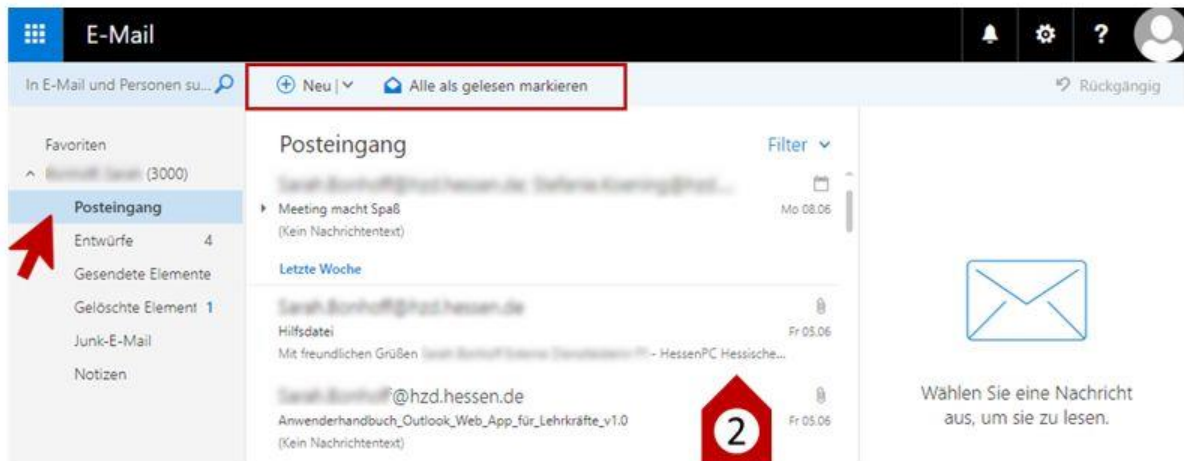 E-Mail
?
In E-Mail und Personen su...
Neu
Alle als gelesen markieren
Rückgängig
Favoriten
(3000)
Posteingang
Entwürfe 4
Gesendete Elemente
Gelöschte Element 1
Junk-E-Mail
Notizen
Posteingang
Filter
Meeting macht Spaß
Mo 08.06
(Kein Nachrichtentext)
Letzte Woche
Hilfsdatei
Fr 05.06
Mit freundlichen Grüßen - HessenPC Hessische...
@hzd.hessen.de
Anwenderhandbuch_Outlook_Web_App_für_Lehrkräfte_v1.0
Fr 05.06
(Kein Nachrichtentext)
2
Wählen Sie eine Nachricht
aus, um sie zu lesen.